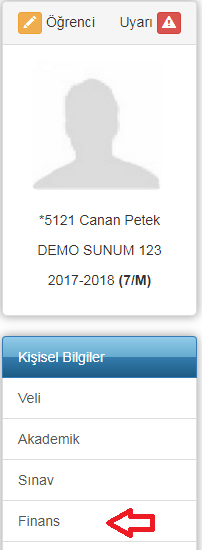 Öğrenci Uyarı
*5121 Canan Petek
DEMO SUNUM 123
2017-2018 (7/M)
Kişisel Bilgiler
Veli
Akademik
Sınav
Finans